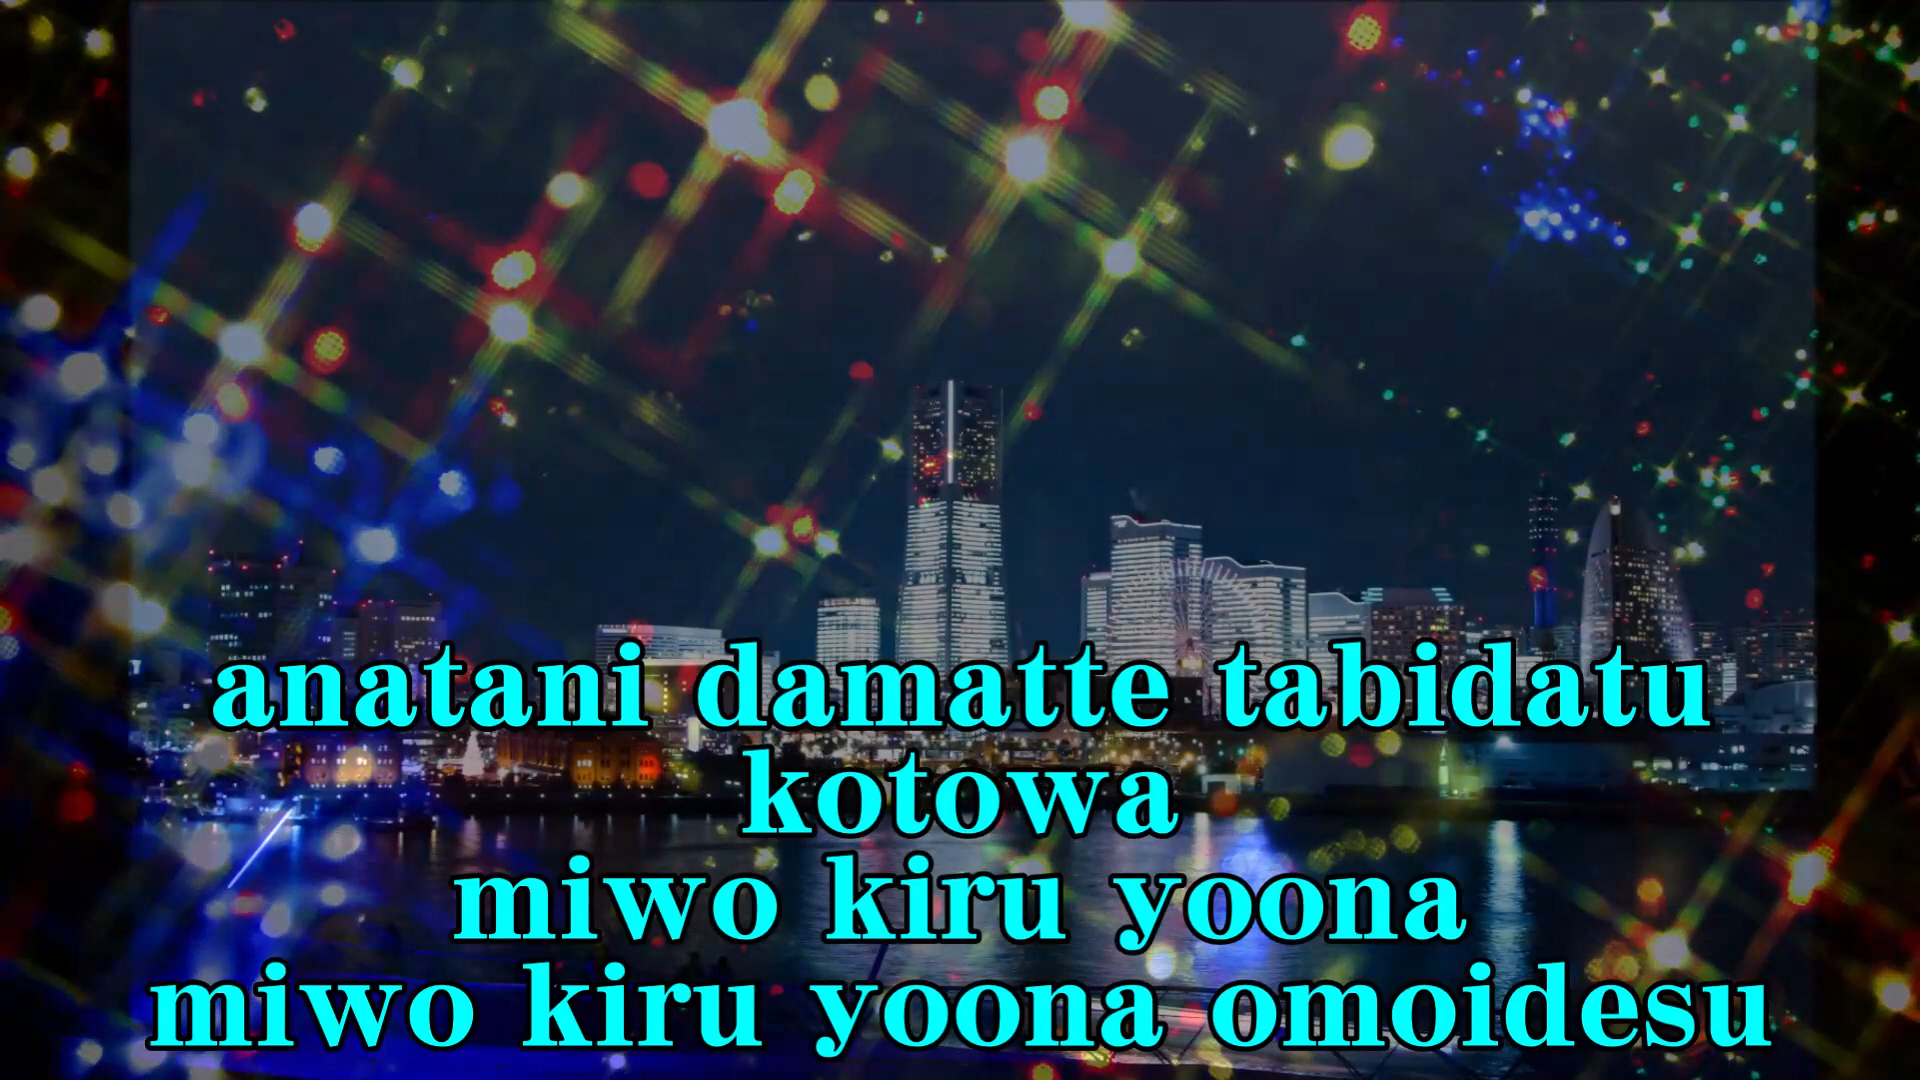 anatani damatte tabidatu
kotowa
miwo kiru yoona
miwo kiru yoona omoidesu